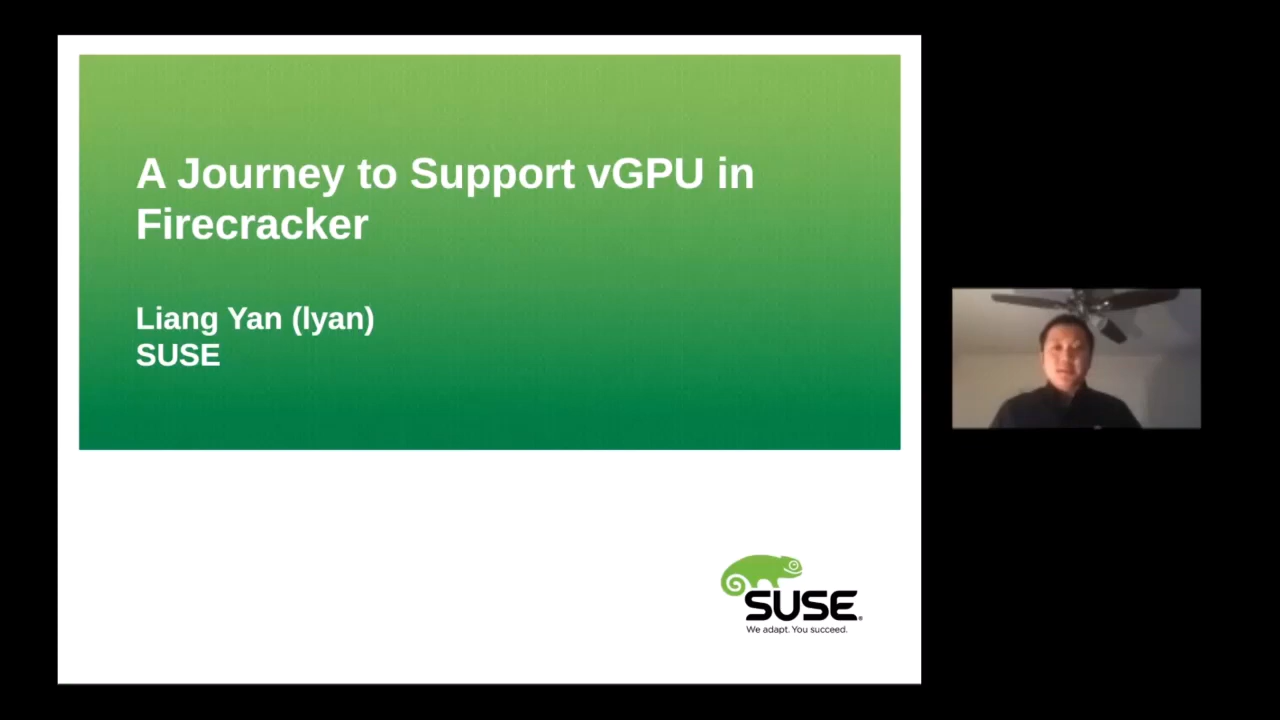 A Journey to Support vGPU in
Firecracker
Liang Yan (lyan)
SUSE
SUSE®
We adapt. You succeed.